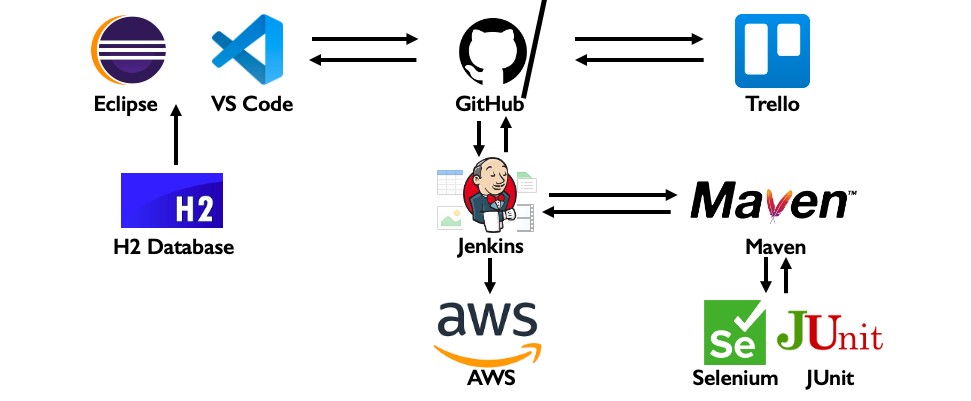 Eclipse
VS Code
GitHub
Trello
H2
H2 Database
Jenkins
Maven™
Maven
aws
AWS
Se
JUnit
Selenium
JUnit